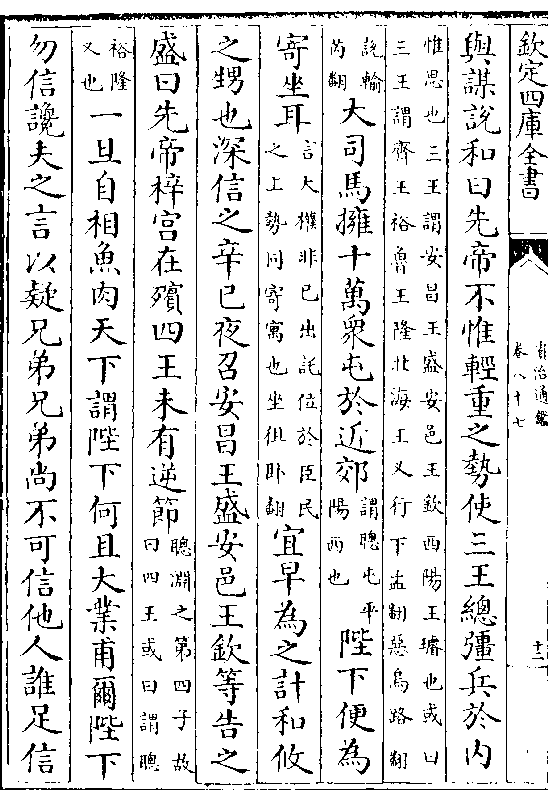 欽定四庫全書
資治通鑑
卷八十七
十二
與謀說和曰先帝不惟輕重之勢使三王總彊兵於內
惟思也三王謂安昌王盛安邑王欽西陽王璿也或曰
三王謂齊王裕魯王隆北海王乂行下孟翻惡烏路翻
說輸
芮翻
大司馬擁十萬衆屯於近郊
謂聰屯平
陽西也
陛下便為
寄坐耳
言大權非已出託位於臣民
之上勢同寄寓也坐徂卧翻
宜早為之計和攸
之甥也深信之辛已夜召安昌王盛安邑王欽等告之
盛曰先帝梓宫在殯四王未有逆節
聰淵之第四子故
曰四王或曰謂聰
裕隆
乂也
一旦自相魚肉天下謂陛下何且大業甫爾陛下
勿信讒夫之言以疑兄弟兄弟尚不可信他人誰足信